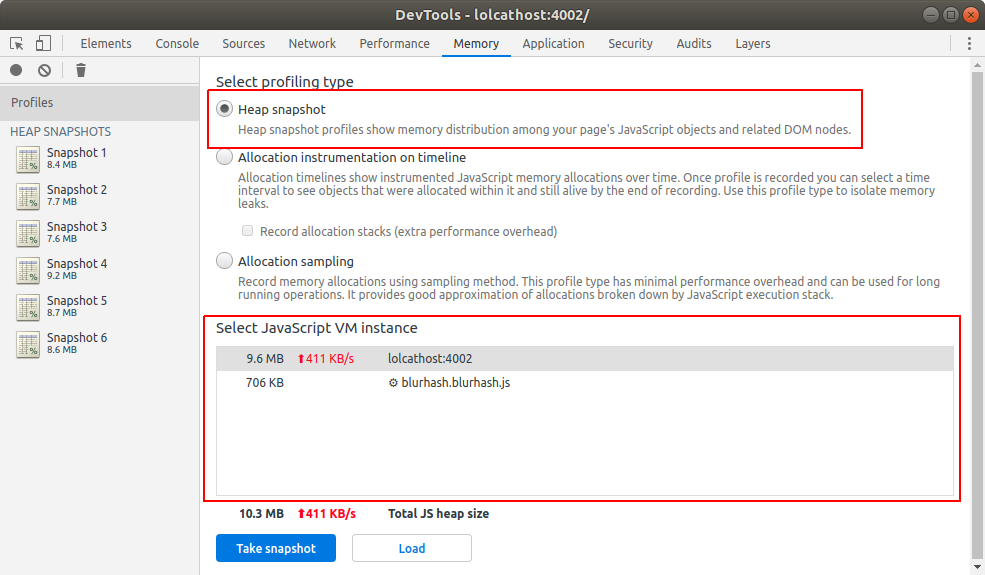 DevTools - lolcathost:4002/
Elements Console Sources Network Performance Memory Application Security Audits Layers
Profiles
HEAP SNAPSHOTS
Snapshot 1
8.4 MB
Snapshot 2
7.7 MB
Snapshot 3
7.6 MB
Snapshot 4
9.2 MB
Snapshot 5
8.7 MB
Snapshot 6
8.6 MB
Select profiling type
Heap snapshot
Heap snapshot profiles show memory distribution among your page's JavaScript objects and related DOM nodes.
Allocation instrumentation on timeline
Allocation timelines show instrumented JavaScript memory allocations over time. Once profile is recorded you can select a time
interval to see objects that were allocated within it and still alive by the end of recording. Use this profile type to isolate memory
leaks.
Record allocation stacks (extra performance overhead)
Allocation sampling
Record memory allocations using sampling method. This profile type has minimal performance overhead and can be used for long
running operations. It provides good approximation of allocations broken down by JavaScript execution stack.
Select JavaScript VM instance
9.6 MB ⬆411 KB/s lolcathost:4002
706 KB ⚙ blurhash.blurhash.js
10.3 MB ⬆411 KB/s Total JS heap size
Take snapshot Load